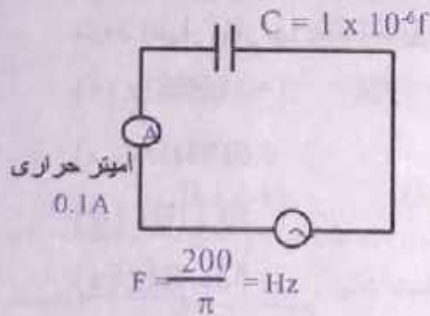 C = 1 x 10⁻⁶f
A
أميتر حرارى
0.1A
F = 200/π = Hz